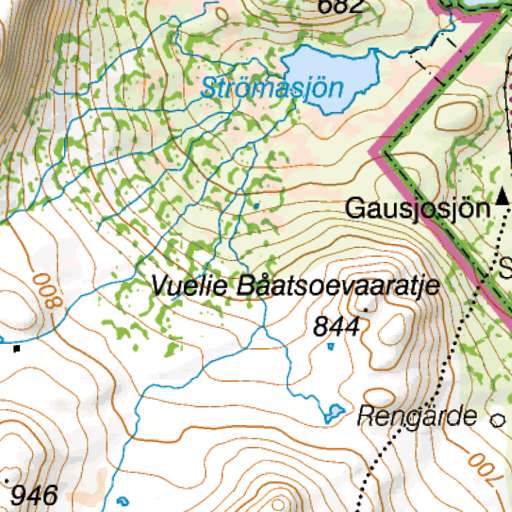 682
Strömasjön
Gausjosjön
S
800
Vuelie Båatsoevaaratje
844
Rengärde
700
946